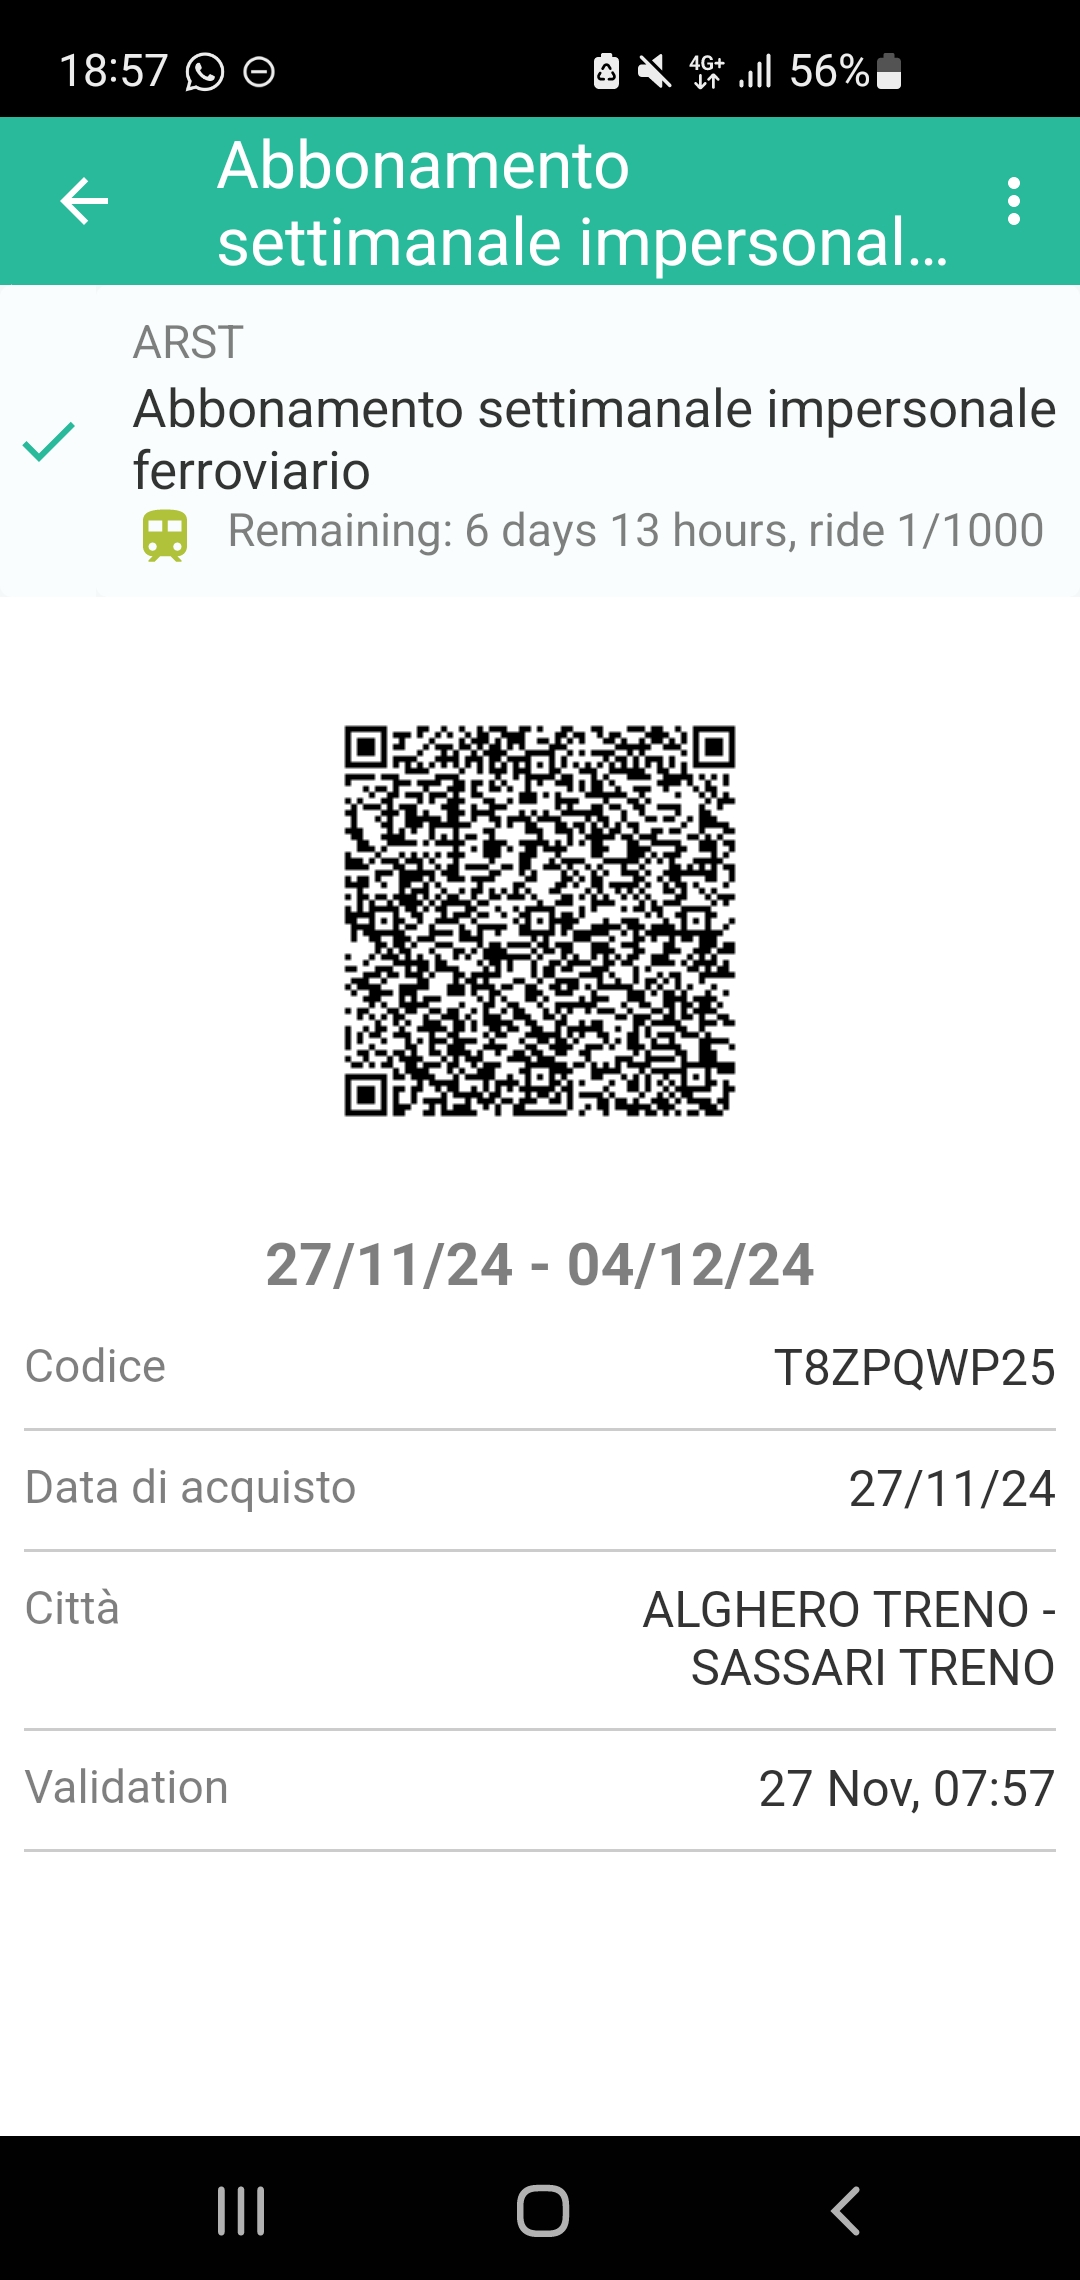 18:57 4G+ 56%
Abbonamento
settimanale impersonal...
ARST
Abbonamento settimanale impersonale
ferroviario
Remaining: 6 days 13 hours, ride 1/1000
27/11/24 - 04/12/24
Codice T8ZPQWP25
Data di acquisto 27/11/24
Città ALGHERO TRENO -
SASSARI TRENO
Validation 27 Nov, 07:57